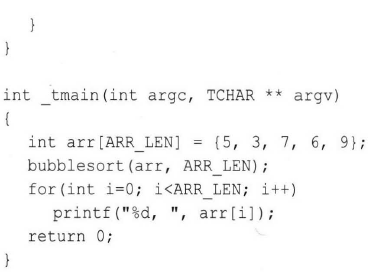 }
}
int _tmain(int argc, TCHAR ** argv)
{
int arr[ARR_LEN] = {5, 3, 7, 6, 9};
bubblesort(arr, ARR_LEN);
for(int i=0; i<ARR_LEN; i++)
printf("%d, ", arr[i]);
return 0;
}